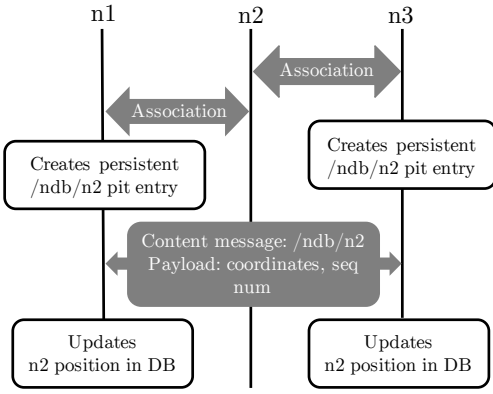 n1 n2 n3
Association
Association
Creates persistent
/ndb/n2 pit entry
Creates persistent
/ndb/n2 pit entry
Content message: /ndb/n2
Payload: coordinates, seq
num
Updates
n2 position in DB
Updates
n2 position in DB